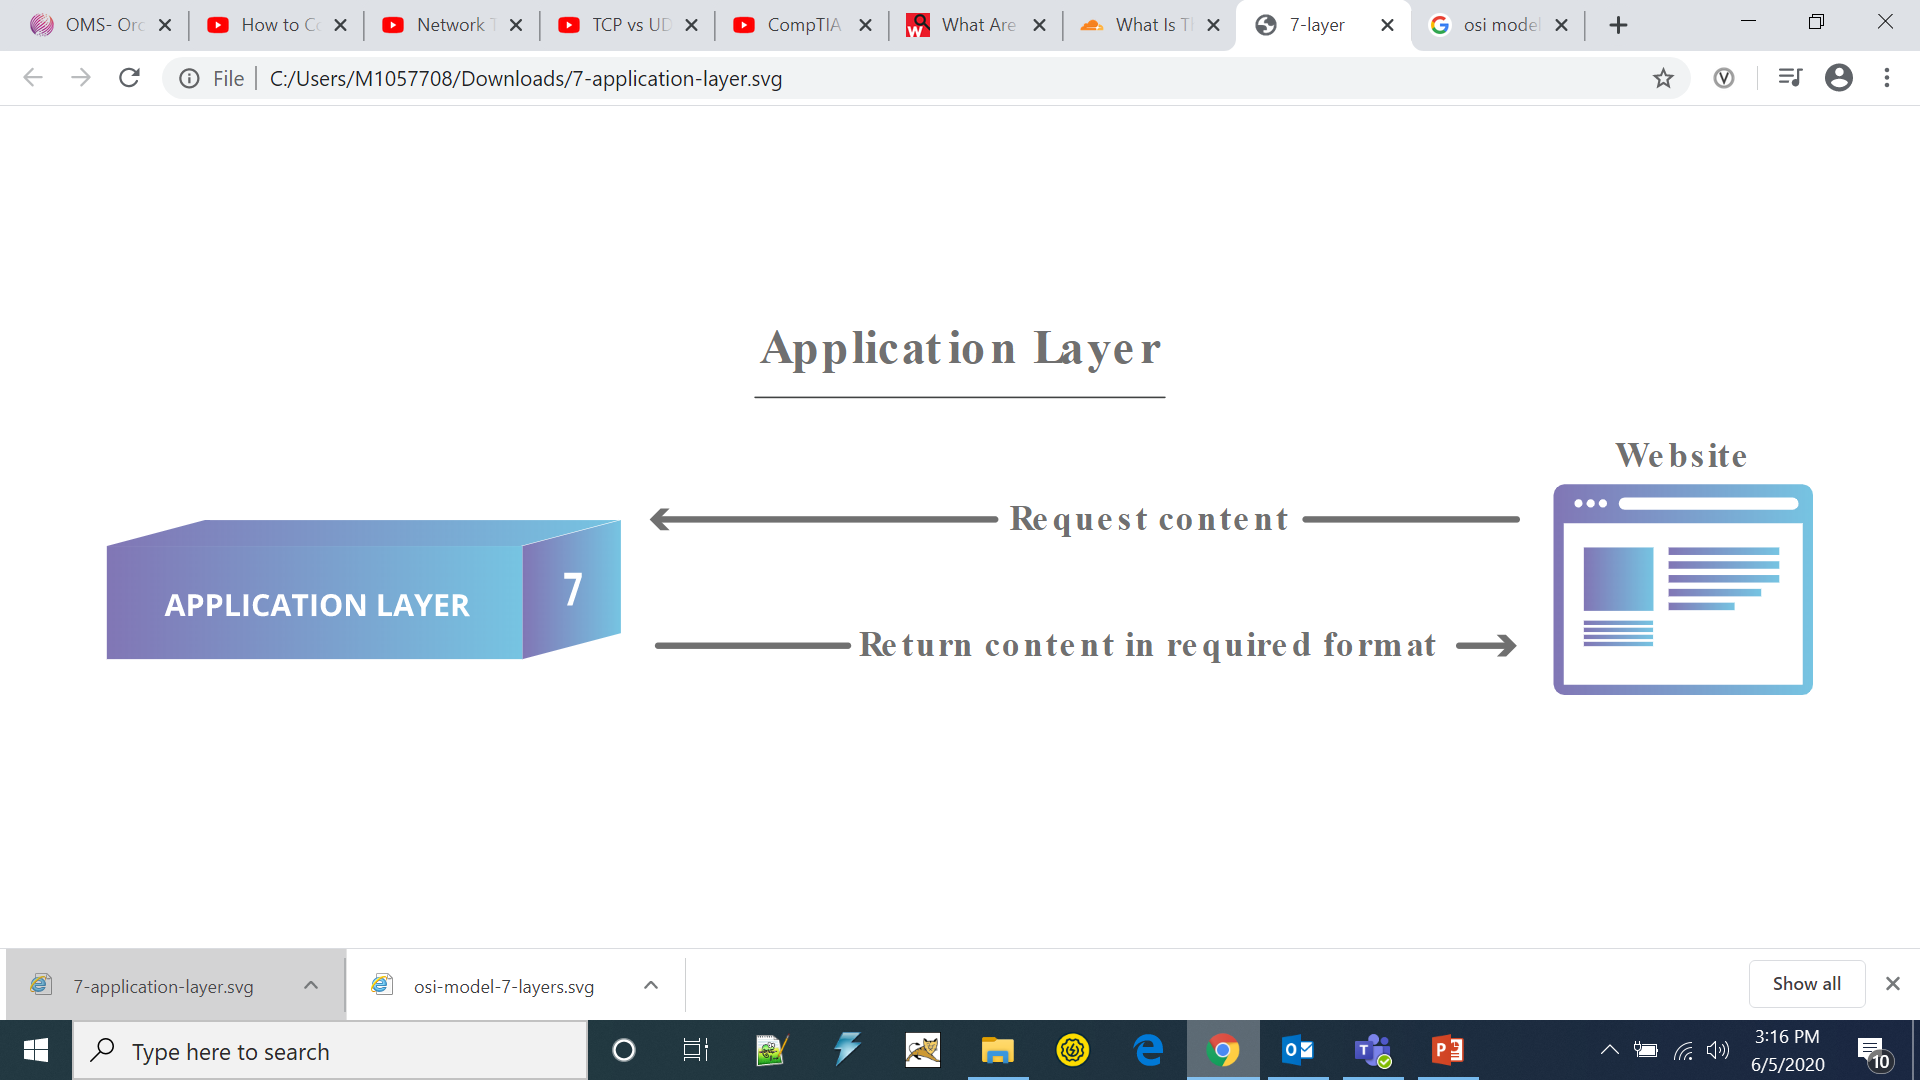 OMS- Orc
How to Co
Network T
TCP vs UD
CompTIA
What Are
What Is Th
7-layer
osi model
File
C:/Users/M1057708/Downloads/7-application-layer.svg
Application Layer
Website
Request content
APPLICATION LAYER
7
Return content in required format
7-application-layer.svg
osi-model-7-layers.svg
Show all
Type here to search
3:16 PM
6/5/2020
10